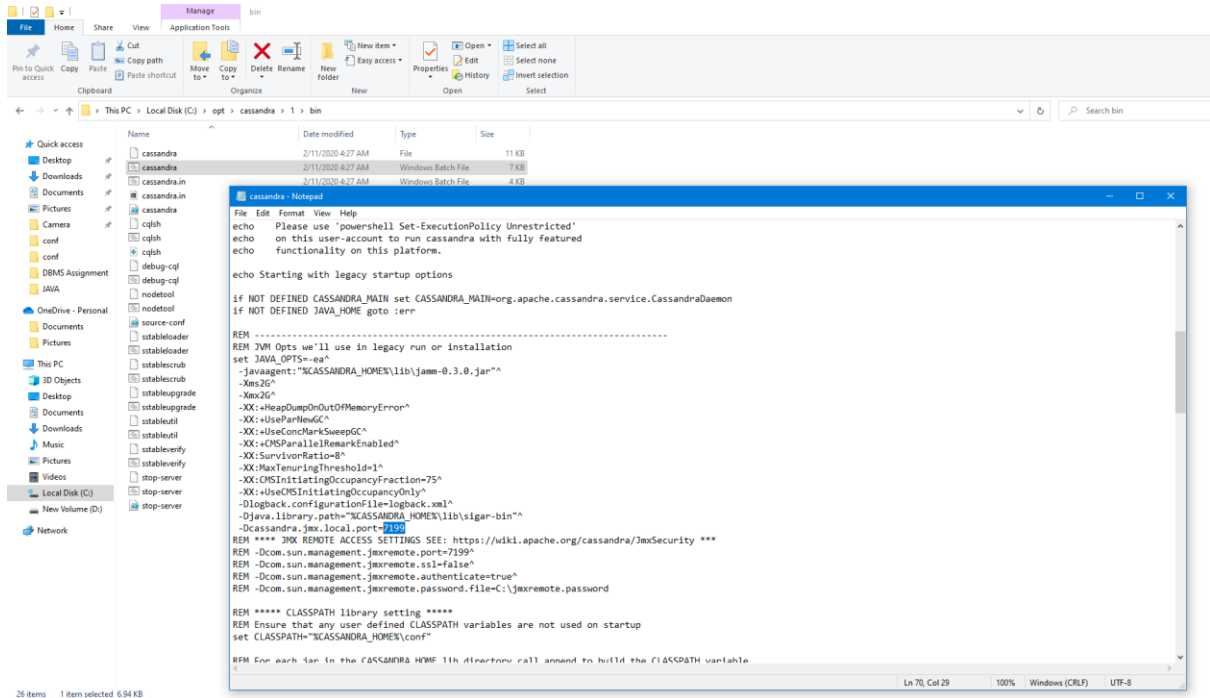 Manage
bin
File Home Share View Application Tools
Pin to Quick access
Copy
Paste
Cut
Copy path
Paste shortcut
Clipboard
Move to
Copy to
Delete
Rename
Organize
New folder
New item
Easy access
New
Properties
Open
Edit
History
Open
Select all
Select none
Invert selection
Select
This PC > Local Disk (C:) > opt > cassandra > 1 > bin
Search bin
Quick access
Desktop
Downloads
Documents
Pictures
Camera
conf
conf
DBMS Assignment
JAVA
OneDrive - Personal
Documents
Pictures
This PC
3D Objects
Desktop
Documents
Downloads
Music
Pictures
Videos
Local Disk (C:)
New Volume (D:)
Network
Name Date modified Type Size
cassandra 2/11/2020 4:27 AM File 11 KB
cassandra 2/11/2020 4:27 AM Windows Batch File 7 KB
cassandra.in 2/11/2020 4:27 AM Windows Batch File 4 KB
cassandra.in
cassandra
cqlsh
cqlsh
cqlsh
debug-cql
debug-cql
nodetool
nodetool
source-conf
sstableloader
sstableloader
sstablescrub
sstablescrub
sstableupgrade
sstableupgrade
sstableutil
sstableutil
sstableverify
sstableverify
stop-server
stop-server
stop-server
cassandra - Notepad
File Edit Format View Help
echo Please use 'powershell Set-ExecutionPolicy Unrestricted'
echo on this user-account to run cassandra with fully featured
echo functionality on this platform.
echo Starting with legacy startup options
if NOT DEFINED CASSANDRA_MAIN set CASSANDRA_MAIN=org.apache.cassandra.service.CassandraDaemon
if NOT DEFINED JAVA_HOME goto :err
REM -----------------------------------------------------------------------------
REM JVM Opts we'll use in legacy run or installation
set JAVA_OPTS=-ea^
-javaagent:"%CASSANDRA_HOME%\lib\jamm-0.3.0.jar"^
-Xms2G^
-Xmx2G^
-XX:+HeapDumpOnOutOfMemoryError^
-XX:+UseParNewGC^
-XX:+UseConcMarkSweepGC^
-XX:+CMSParallelRemarkEnabled^
-XX:SurvivorRatio=8^
-XX:MaxTenuringThreshold=1^
-XX:CMSInitiatingOccupancyFraction=75^
-XX:+UseCMSInitiatingOccupancyOnly^
-Dlogback.configurationFile=logback.xml^
-Djava.library.path="%CASSANDRA_HOME%\lib\sigar-bin"^
-Dcassandra.jmx.local.port=7199
REM **** JMX REMOTE ACCESS SETTINGS SEE: https://wiki.apache.org/cassandra/JmxSecurity ***
REM -Dcom.sun.management.jmxremote.port=7199^
REM -Dcom.sun.management.jmxremote.ssl=false^
REM -Dcom.sun.management.jmxremote.authenticate=true^
REM -Dcom.sun.management.jmxremote.password.file=C:\jmxremote.password
REM ***** CLASSPATH library setting *****
REM Ensure that any user defined CLASSPATH variables are not used on startup
set CLASSPATH="%CASSANDRA_HOME%\conf"
REM For each jar in the CASSANDRA_HOME lib directory call append to build the CLASSPATH variable
Ln 70, Col 29 100% Windows (CRLF) UTF-8
26 items 1 item selected 6.94 KB